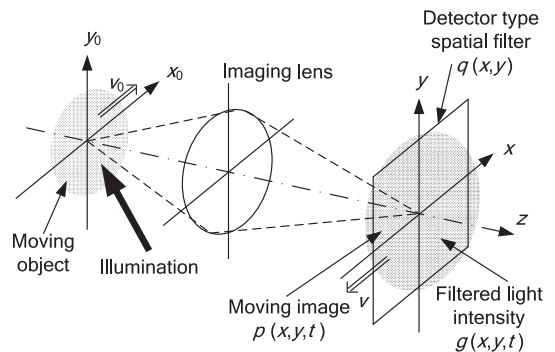 Detector type
spatial filter
q (x,y)
y₀
x₀
v₀
Imaging lens
y
x
z
Moving
object
Illumination
v
Moving image
p (x,y,t)
Filtered light
intensity
g(x,y,t)